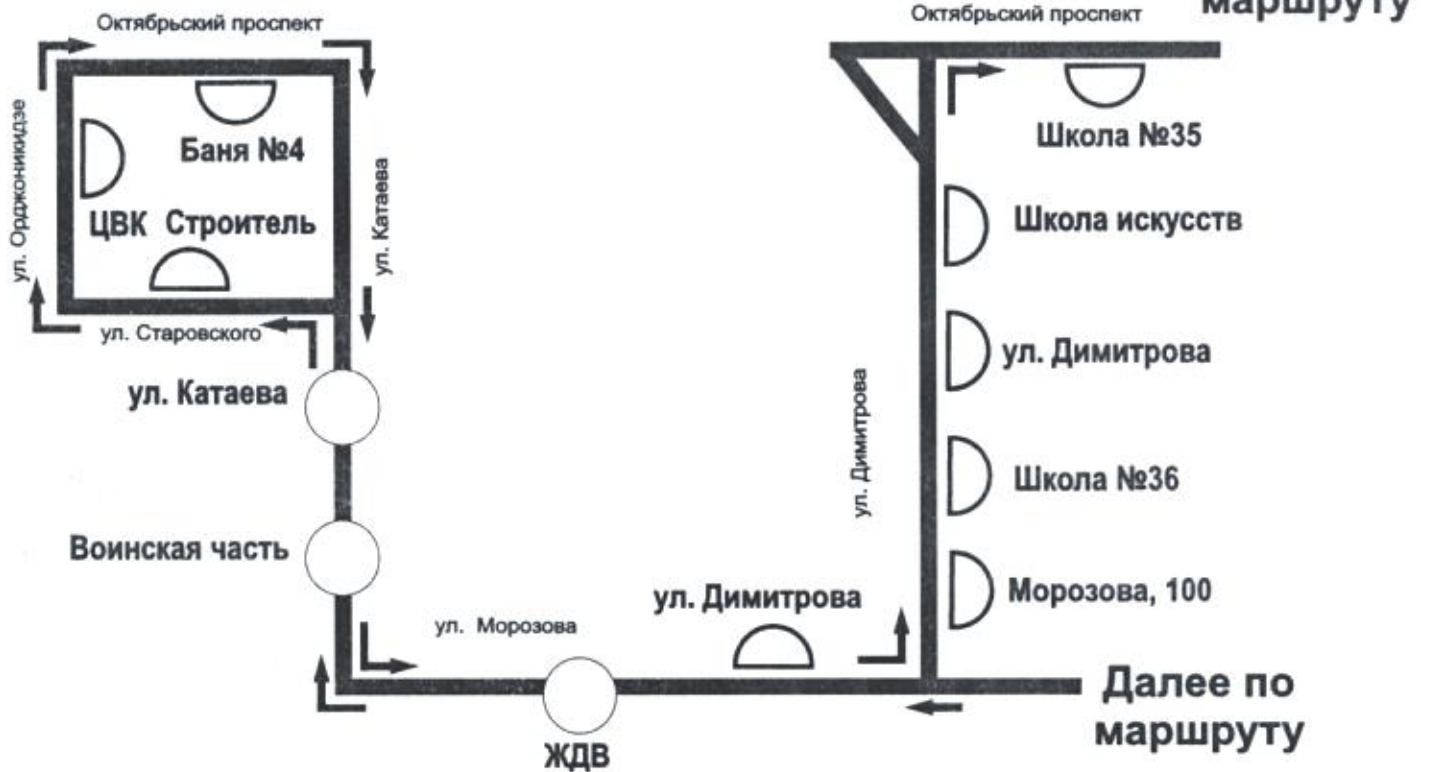 маршруту
Октябрьский проспект
Октябрьский проспект
ул. Орджоникидзе
Баня №4
ул. Катаева
ЦВК Строитель
ул. Старовского
ул. Катаева
Воинская часть
ул. Морозова
ул. Димитрова
ЖДВ
ул. Димитрова
Школа №35
Школа искусств
ул. Димитрова
Школа №36
Морозова, 100
Далее по
маршруту